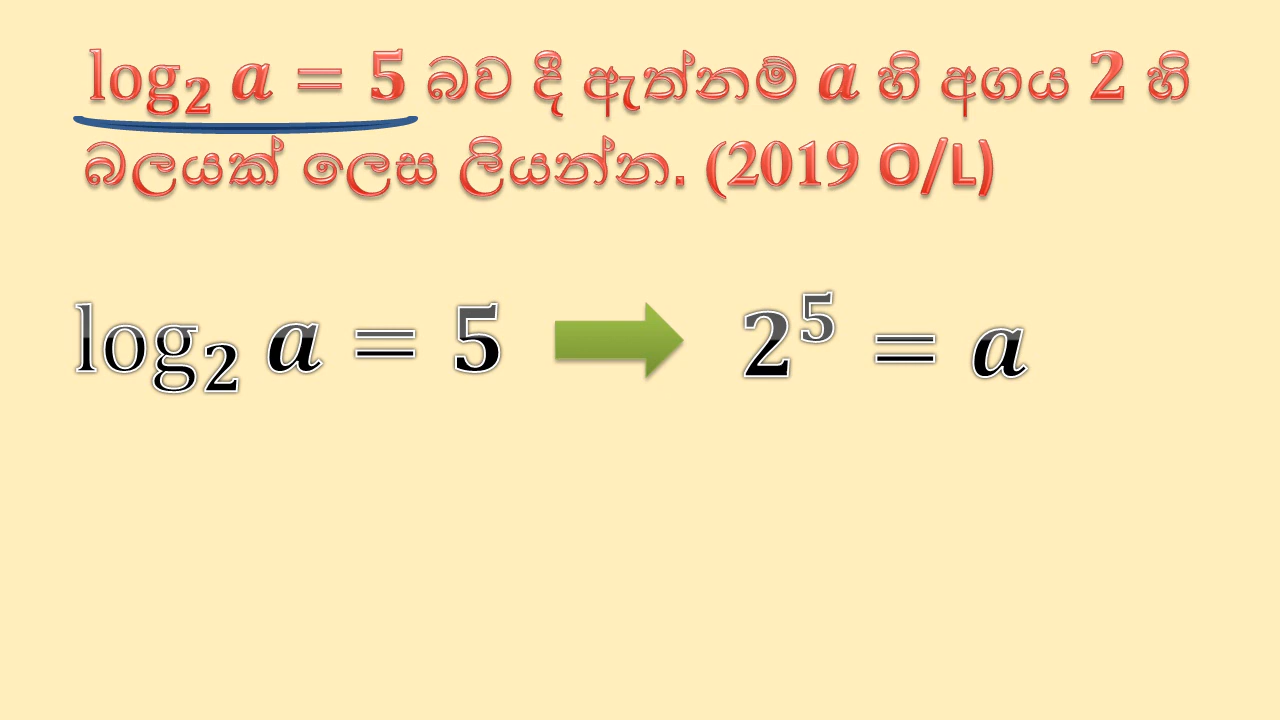 log₂ a = 5 බව දී ඇත්නම් a හි අගය 2 හි
බලයක් ලෙස ලියන්න. (2019 O/L)
log₂ a = 5 ➡ 2⁵ = a